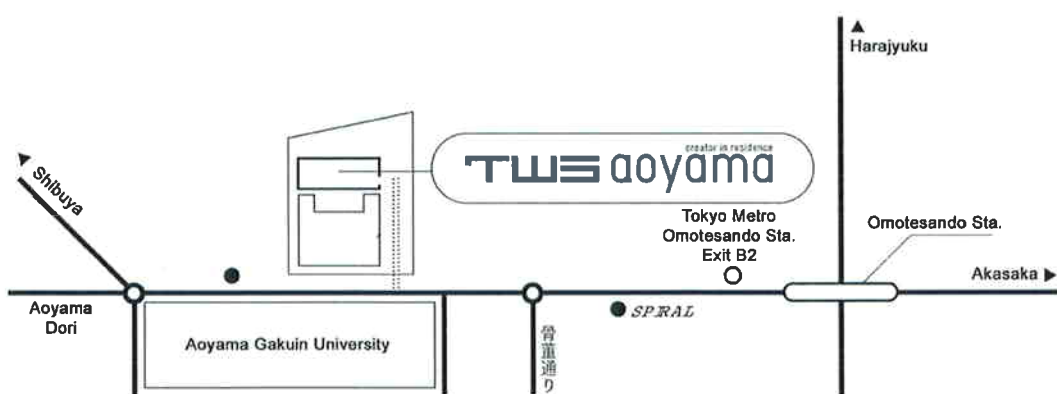 ▲
Harajyuku
creator in residence
TWS aoyama
◀ Shibuya
Tokyo Metro
Omotesando Sta.
Exit B2
Omotesando Sta.
Akasaka ▶
Aoyama
Dori
SPIRAL
Aoyama Gakuin University
骨董通り